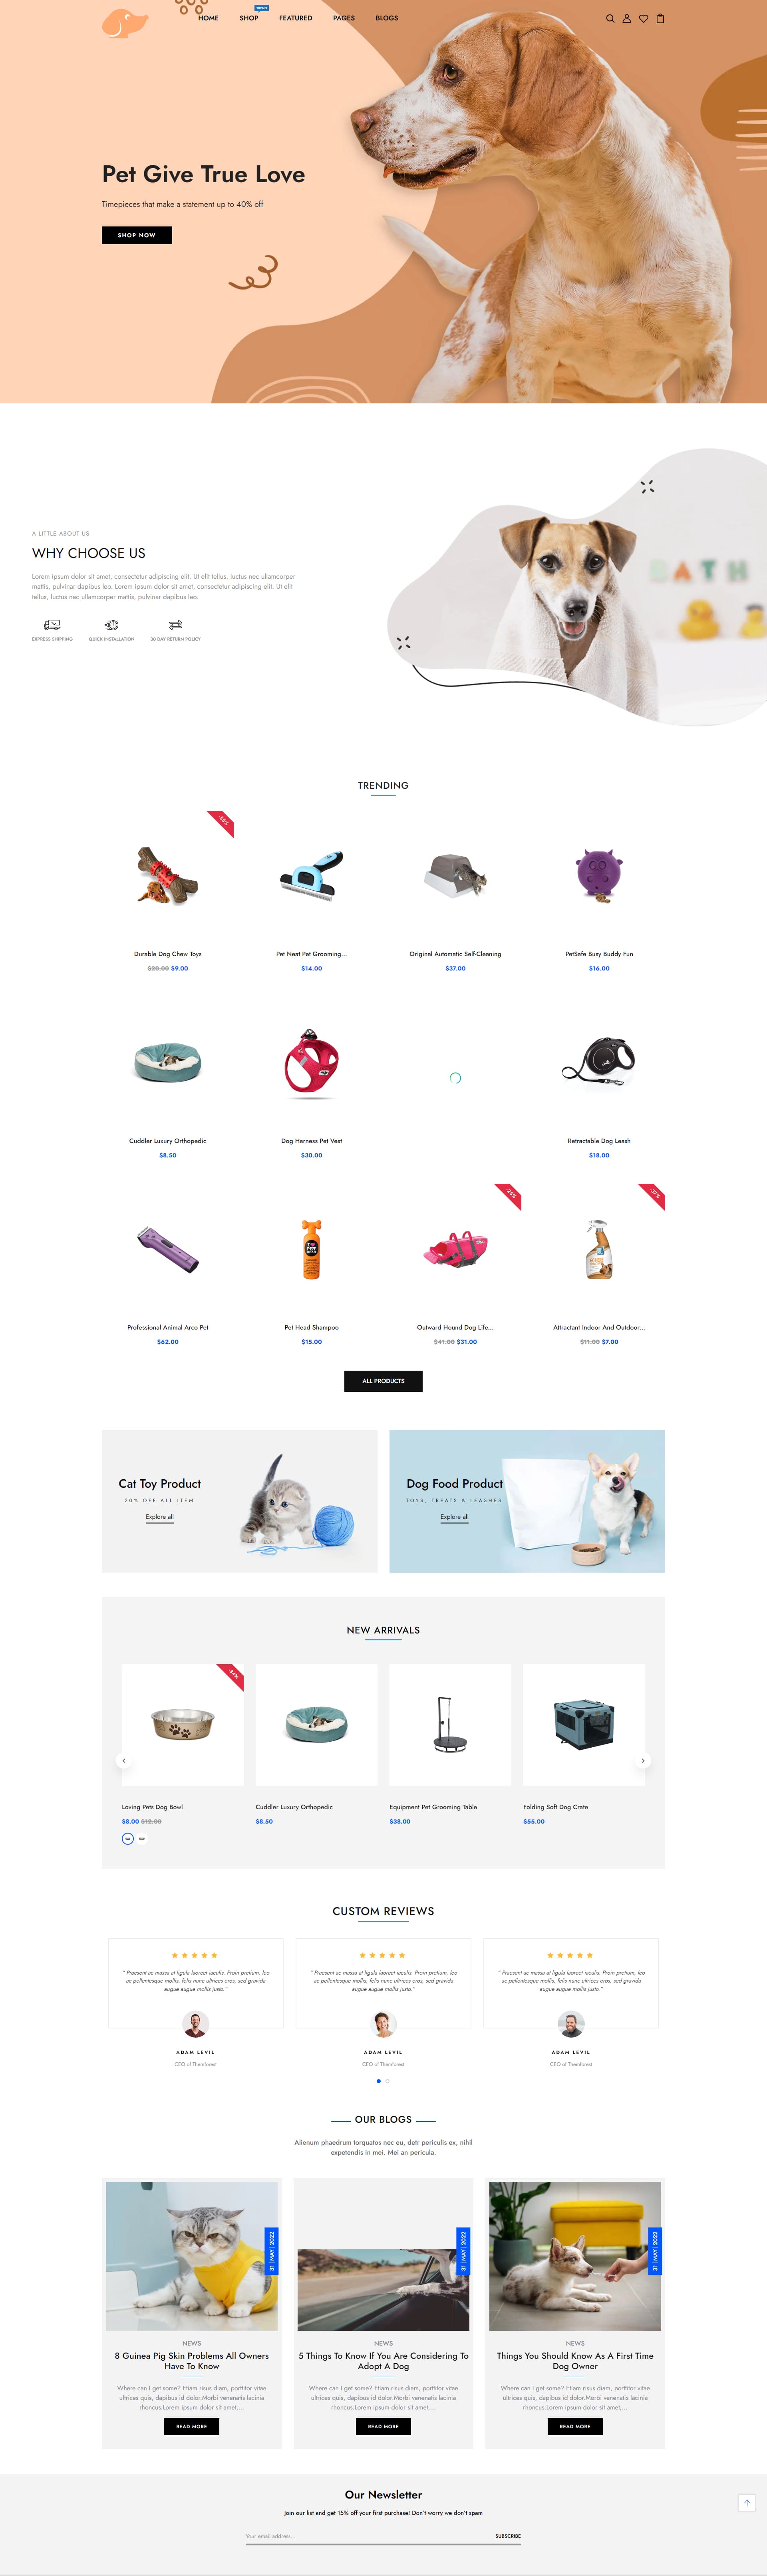 HOME SHOP FEATURED PAGES BLOGS
Pet Give True Love
Timepieces that make a statement up to 40% off
SHOP NOW
A LITTLE ABOUT US
WHY CHOOSE US
Lorem ipsum dolor sit amet, consectetur adipiscing elit. Ut elit tellus, luctus nec ullamcorper
mattis, pulvinar dapibus leo. Lorem ipsum dolor sit amet, consectetur adipiscing elit. Ut elit
tellus, luctus nec ullamcorper mattis, pulvinar dapibus leo.
EXPRESS SHIPPING QUICK INSTALLATION 30 DAY RETURN POLICY
BATH
TRENDING
Durable Dog Chew Toys Pet Neat Pet Grooming... Original Automatic Self-Cleaning PetSafe Busy Buddy Fun
$20.00 $9.00 $14.00 $37.00 $16.00
Cuddler Luxury Orthopedic Dog Harness Pet Vest Retractable Dog Leash
$8.50 $30.00 $18.00
Professional Animal Arco Pet Pet Head Shampoo Outward Hound Dog Life... Attractant Indoor And Outdoor...
$62.00 $15.00 $41.00 $31.00 $11.00 $7.00
ALL PRODUCTS
Cat Toy Product
20% OFF ALL ITEM
Explore all
Dog Food Product
TOYS, TREATS & LEASHES
Explore all
NEW ARRIVALS
-34%
Loving Pets Dog Bowl Cuddler Luxury Orthopedic Equipment Pet Grooming Table Folding Soft Dog Crate
$8.00 $12.00 $8.50 $38.00 $55.00
CUSTOM REVIEWS
" Praesent ac massa at ligula laoreet iaculis. Proin pretium, leo
ac pellentesque mollis, felis nunc ultrices eros, sed gravida
augue augue mollis justo."
ADAM LEVIL
CEO of Themforest
" Praesent ac massa at ligula laoreet iaculis. Proin pretium, leo
ac pellentesque mollis, felis nunc ultrices eros, sed gravida
augue augue mollis justo."
ADAM LEVIL
CEO of Themforest
" Praesent ac massa at ligula laoreet iaculis. Proin pretium, leo
ac pellentesque mollis, felis nunc ultrices eros, sed gravida
augue augue mollis justo."
ADAM LEVIL
CEO of Themforest
OUR BLOGS
Alienum phaedrum torquatos nec eu, detr periculis ex, nihil
expetendis in mei. Mei an pericula.
31 | MAY | 2022
NEWS
8 Guinea Pig Skin Problems All Owners
Have To Know
Where can I get some? Etiam risus diam, porttitor vitae
ultrices quis, dapibus id dolor.Morbi venenatis lacinia
rhoncus.Lorem ipsum dolor sit amet,...
READ MORE
31 | MAY | 2022
NEWS
5 Things To Know If You Are Considering To
Adopt A Dog
Where can I get some? Etiam risus diam, porttitor vitae
ultrices quis, dapibus id dolor.Morbi venenatis lacinia
rhoncus.Lorem ipsum dolor sit amet,...
READ MORE
31 | MAY | 2022
NEWS
Things You Should Know As A First Time
Dog Owner
Where can I get some? Etiam risus diam, porttitor vitae
ultrices quis, dapibus id dolor.Morbi venenatis lacinia
rhoncus.Lorem ipsum dolor sit amet,...
READ MORE
Our Newsletter
Join our list and get 15% off your first purchase! Don't worry we don't spam
Your email address... SUBSCRIBE